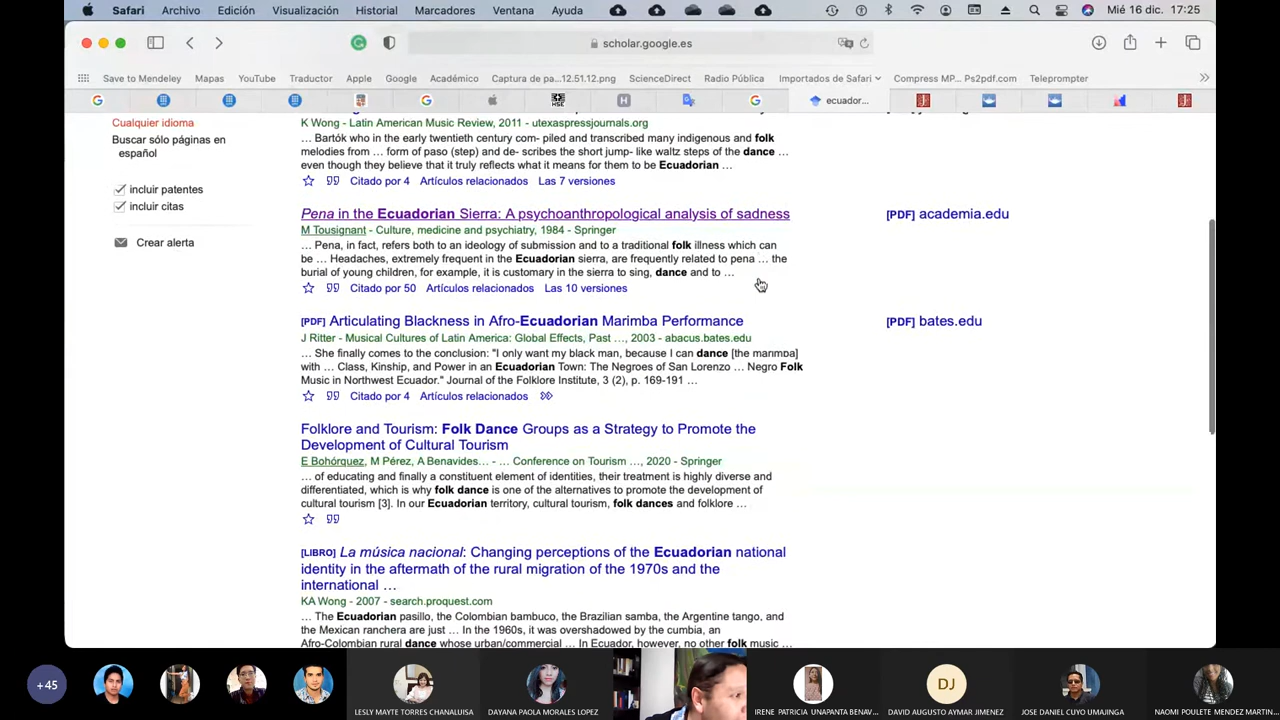 Safari Archivo Edición Visualización Historial Marcadores Ventana Ayuda Mié 16 dic. 17:25
scholar.google.es
Save to Mendeley Mapas YouTube Traductor Apple Google Académico Captura de pa...12.51.12.png ScienceDirect Radio Pública Importados de Safari Compress MP... Ps2pdf.com Teleprompter
ecuador...
Cualquier idioma
Buscar sólo páginas en
español
incluir patentes
incluir citas
Crear alerta
K Wong - Latin American Music Review, 2011 - utexaspressjournals.org
... Bartók who in the early twentieth century com- piled and transcribed many indigenous and folk
melodies from ... form of paso (step) and de- scribes the short jump- like waltz steps of the dance ...
even though they believe that it truly reflects what it means for them to be Ecuadorian ...
Citado por 4 Artículos relacionados Las 7 versiones
Pena in the Ecuadorian Sierra: A psychoanthropological analysis of sadness
[PDF] academia.edu
M Tousignant - Culture, medicine and psychiatry, 1984 - Springer
... Pena, in fact, refers both to an ideology of submission and to a traditional folk illness which can
be ... Headaches, extremely frequent in the Ecuadorian sierra, are frequently related to pena ... the
burial of young children, for example, it is customary in the sierra to sing, dance and to ...
Citado por 50 Artículos relacionados Las 10 versiones
[PDF] Articulating Blackness in Afro-Ecuadorian Marimba Performance
[PDF] bates.edu
J Ritter - Musical Cultures of Latin America: Global Effects, Past …, 2003 - abacus.bates.edu
... She finally comes to the conclusion: "I only want my black man, because I can dance [the marimba]
with ... Class, Kinship, and Power in an Ecuadorian Town: The Negroes of San Lorenzo ... Negro Folk
Music in Northwest Ecuador." Journal of the Folklore Institute, 3 (2), p. 169-191 ...
Citado por 4 Artículos relacionados
Folklore and Tourism: Folk Dance Groups as a Strategy to Promote the
Development of Cultural Tourism
E Bohórquez, M Pérez, A Benavides... - ... Conference on Tourism …, 2020 - Springer
... of educating and finally a constituent element of identities, their treatment is highly diverse and
differentiated, which is why folk dance is one of the alternatives to promote the development of
cultural tourism [3]. In our Ecuadorian territory, cultural tourism, folk dances and folklore ...
[LIBRO] La música nacional: Changing perceptions of the Ecuadorian national
identity in the aftermath of the rural migration of the 1970s and the
international …
KA Wong - 2007 - search.proquest.com
... The Ecuadorian pasillo, the Colombian bambuco, the Brazilian samba, the Argentine tango, and
the Mexican ranchera are just ... In the 1960s, it was overshadowed by the cumbia, an
Afro-Colombian rural dance whose urban/commercial ... In Ecuador, however, no other folk music ...
+45
DJ
LESLY MAYTE TORRES CHANALUISA
DAYANA PAOLA MORALES LOPEZ
IRENE PATRICIA UNAPANTA BENAV...
DAVID AUGUSTO AYMAR JIMENEZ
JOSE DANIEL CUYO UMAJINGA
NAOMI POULETE MENDEZ MARTIN...